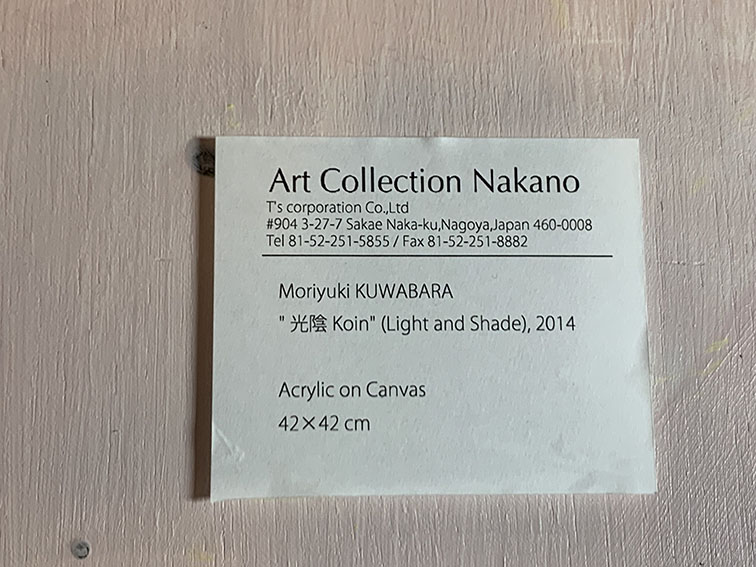 Art Collection Nakano
T's corporation Co.,Ltd
#904 3-27-7 Sakae Naka-ku,Nagoya,Japan 460-0008
Tel 81-52-251-5855 / Fax 81-52-251-8882
Moriyuki KUWABARA
" 光陰 Koin" (Light and Shade), 2014
Acrylic on Canvas
42×42 cm